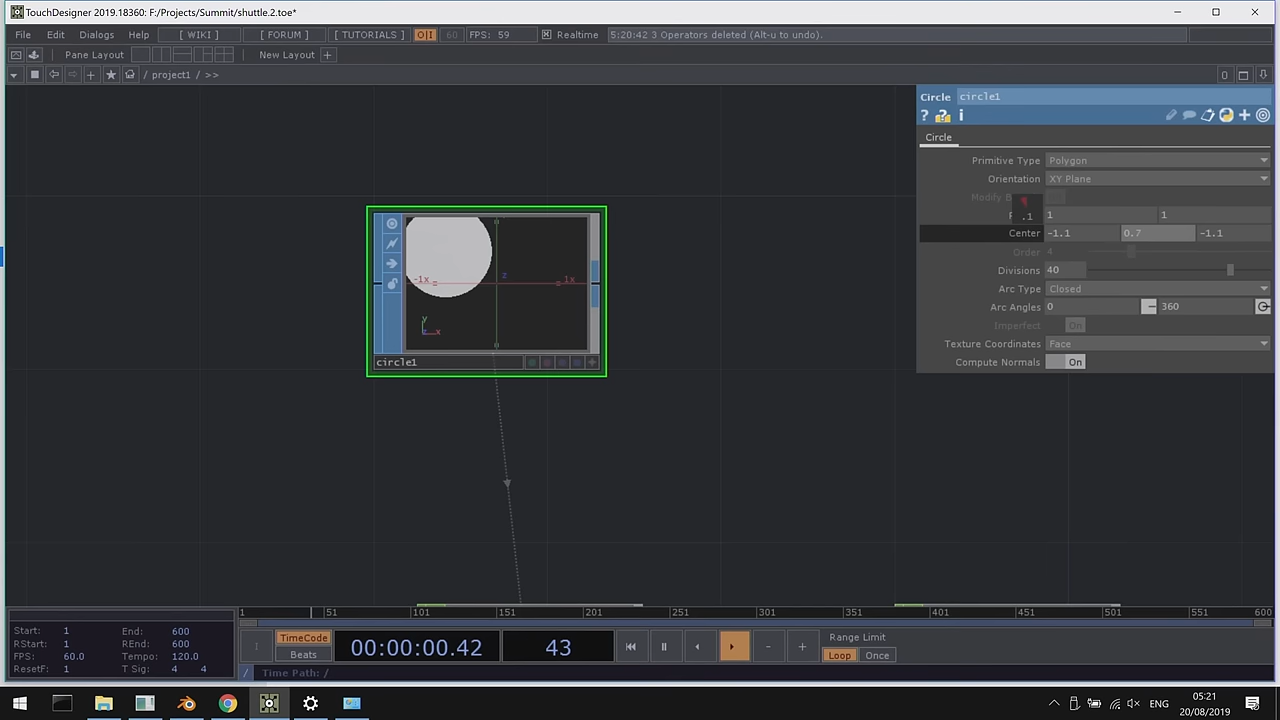 TouchDesigner 2019.18360: F:/Projects/Summit/shuttle.2.toe*
File Edit Dialogs Help [ WIKI ] [ FORUM ] [ TUTORIALS ] O|I 60 FPS: 59 Realtime 5:20:42 3 Operators deleted (Alt-u to undo).
Pane Layout New Layout +
/ project1 / >> 0
Circle circle1
? ? i
Circle
Primitive Type Polygon
Orientation XY Plane
.1 1 1
Center -1.1 0.7 -1.1
Order 4
Divisions 40
Arc Type Closed
Arc Angles 0 360
Imperfect On
Texture Coordinates Face
Compute Normals On
-1x z 1x
y
z x
circle1
1 51 101 151 201 251 301 351 401 451 501 551 600
Start: 1 End: 600
RStart: 1 REnd: 600
FPS: 60.0 Tempo: 120.0
ResetF: 1 T Sig: 4 4
TimeCode
Beats
00:00:00.42 43
Range Limit
Loop Once
/ Time Path: /
ENG
05:21
20/08/2019